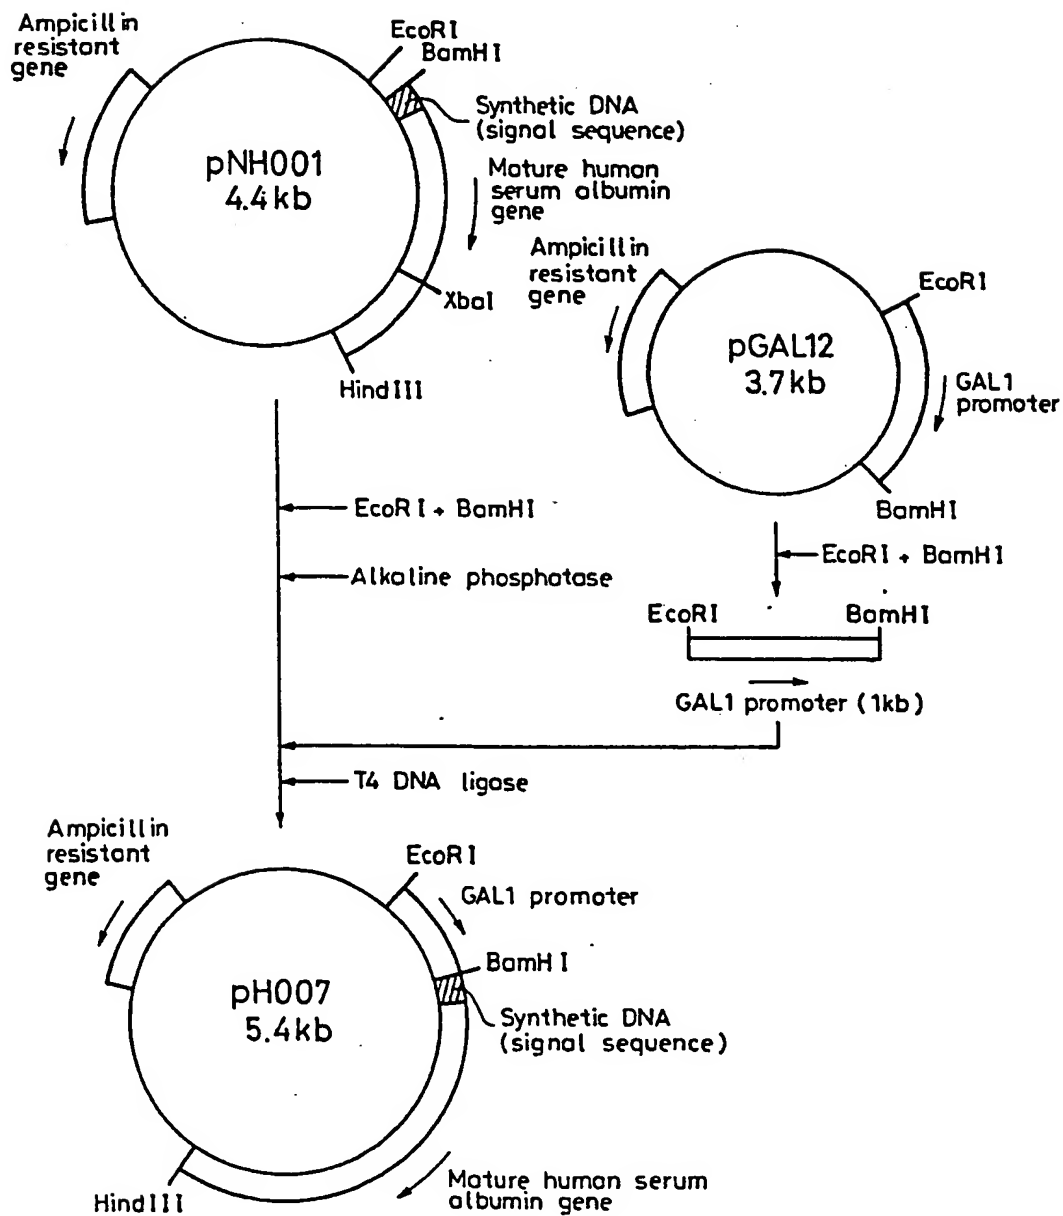 Ampicillin
resistant
gene
EcoRI
BamHI
Synthetic DNA
(signal sequence)
pNH001
4.4kb
Mature human
serum albumin
gene
XbaI
HindIII
Ampicillin
resistant
gene
EcoRI
pGAL12
3.7kb
GAL1
promoter
BamHI
EcoRI + BamHI
EcoRI + BamHI
Alkaline phosphatase
EcoRI
BamHI
GAL1 promoter (1kb)
T4 DNA ligase
Ampicillin
resistant
gene
EcoRI
GAL1 promoter
BamHI
pH007
5.4kb
Synthetic DNA
(signal sequence)
HindIII
Mature human serum
albumin gene